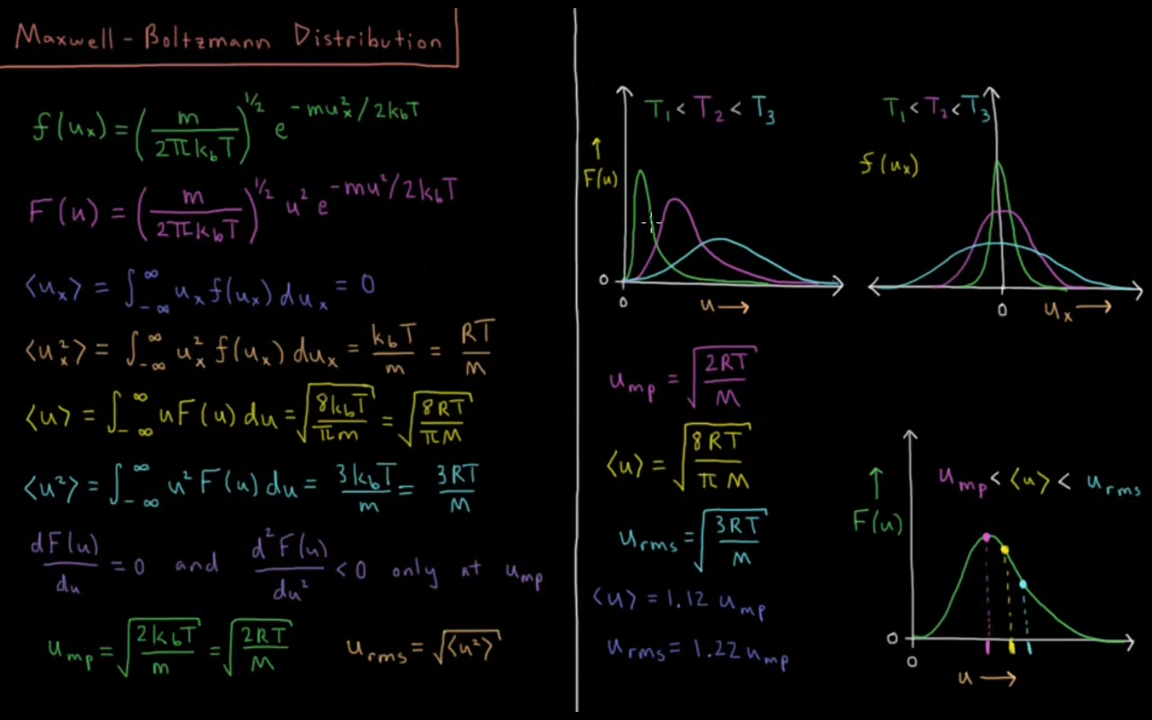 Maxwell-Boltzmann Distribution
f(uₓ) = (m / 2πk_bT)^1/2 e^-muₓ²/2k_bT
F(u) = (m / 2πk_bT)^1/2 u² e^-mu²/2k_bT
⟨uₓ⟩ = ∫_-∞^∞ uₓ f(uₓ) duₓ = 0
⟨uₓ²⟩ = ∫_-∞^∞ uₓ² f(uₓ) duₓ = k_bT/m = RT/M
⟨u⟩ = ∫_-∞^∞ u F(u) du = √(8k_bT/πm) = √(8RT/πM)
⟨u²⟩ = ∫_-∞^∞ u² F(u) du = 3k_bT/m = 3RT/M
dF(u)/du = 0 and d²F(u)/du² < 0 only at u_mp
u_mp = √(2k_bT/m) = √(2RT/M) u_rms = √⟨u²⟩
T₁ < T₂ < T₃
↑
F(u)
0
0
u →
T₁ < T₂ < T₃
f(uₓ)
0
uₓ →
u_mp = √(2RT/M)
⟨u⟩ = √(8RT/πM)
u_rms = √(3RT/M)
⟨u⟩ = 1.12 u_mp
u_rms = 1.22 u_mp
u_mp < ⟨u⟩ < u_rms
↑
F(u)
0
0
u →